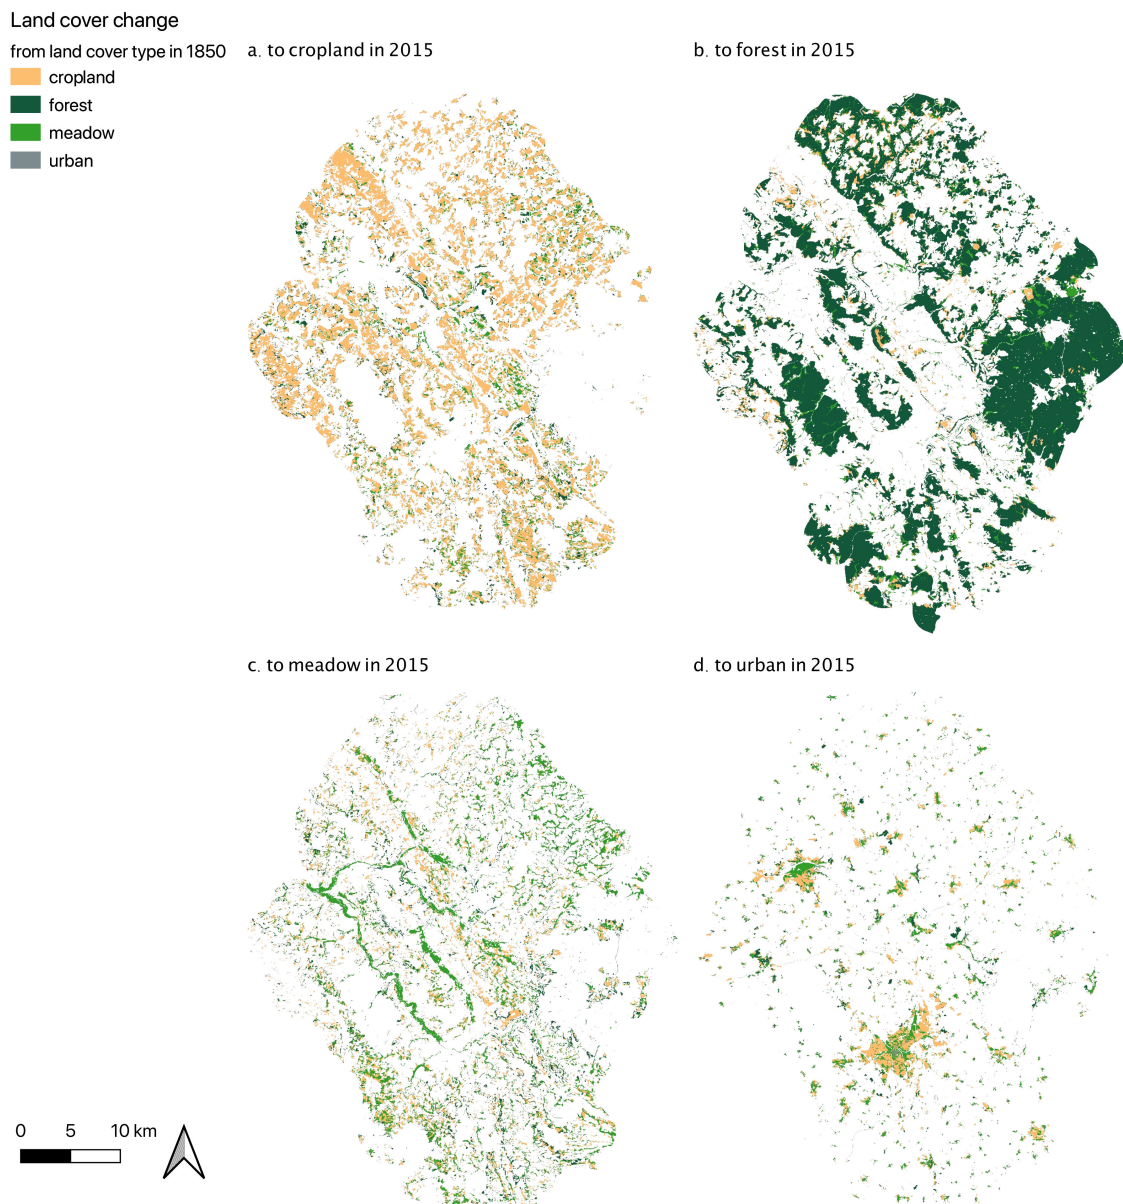 Land cover change
from land cover type in 1850
cropland
forest
meadow
urban
a. to cropland in 2015
b. to forest in 2015
c. to meadow in 2015
d. to urban in 2015
0 5 10 km